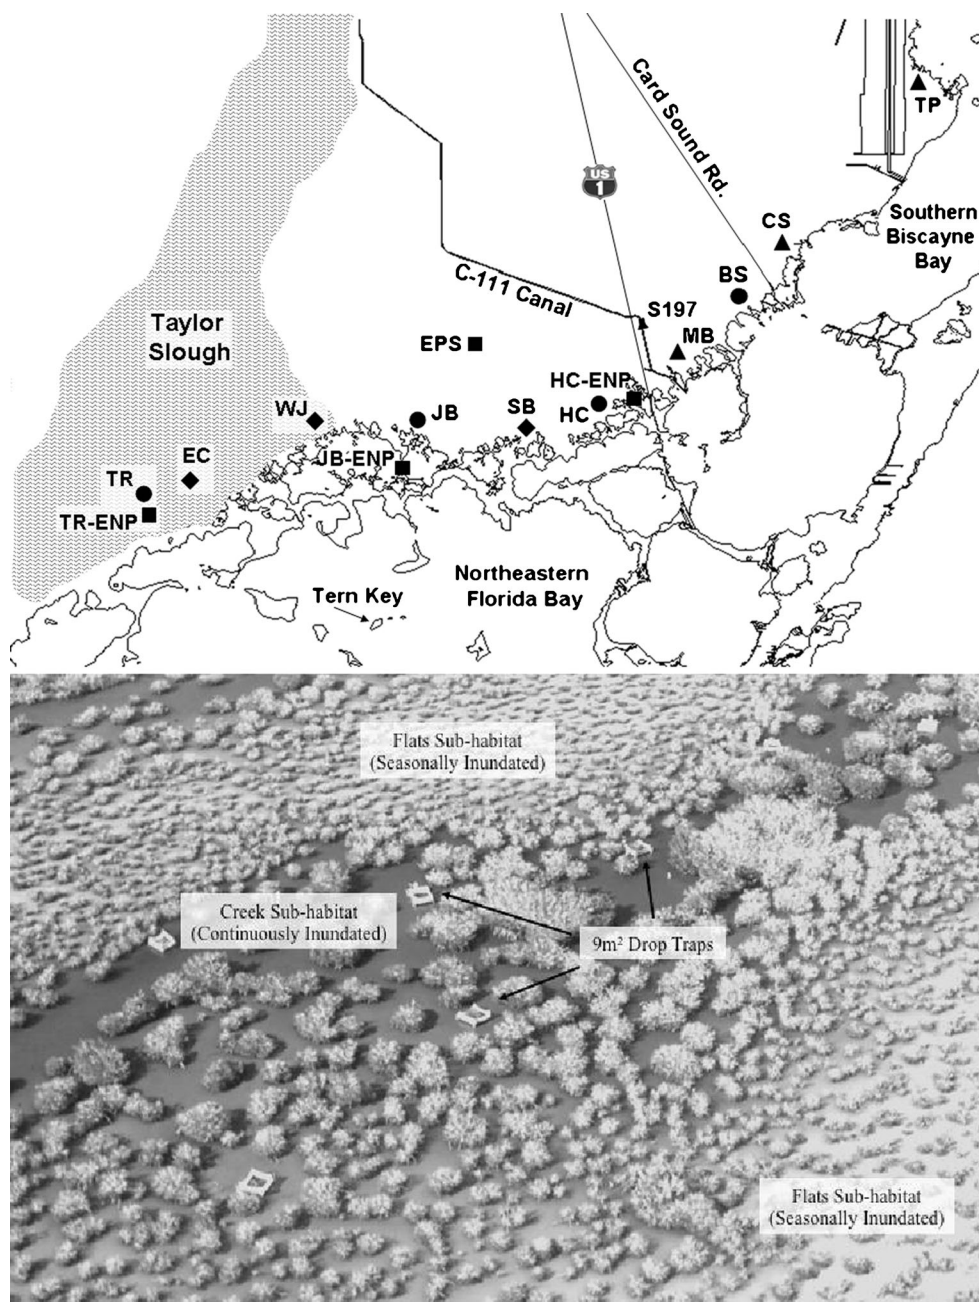 TP
Card Sound Rd.
US
1
Southern
Biscayne
Bay
CS
BS
C-111 Canal
S197
MB
Taylor
Slough
EPS
HC-ENP
HC
WJ
JB
SB
JB-ENP
EC
TR
TR-ENP
Northeastern
Florida Bay
Tern Key
Flats Sub-habitat
(Seasonally Inundated)
Creek Sub-habitat
(Continuously Inundated)
9m² Drop Traps
Flats Sub-habitat
(Seasonally Inundated)